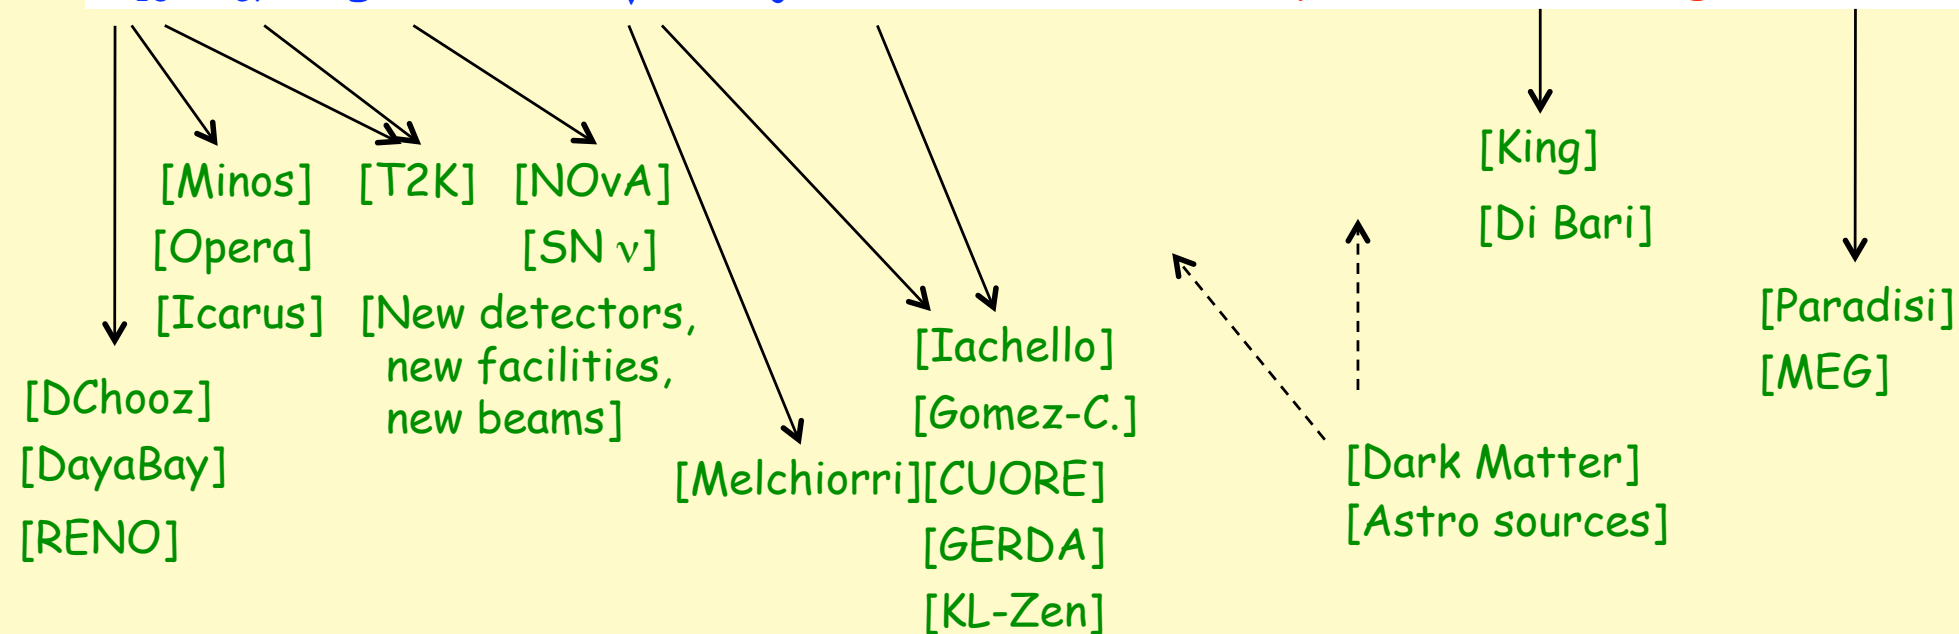 [King]
[Minos] [T2K] [NOvA]
[Di Bari]
[Opera] [SN ν]
[Icarus] [New detectors,
new facilities,
new beams]
[Paradisi]
[MEG]
[Iachello]
[DChooz]
[Gomez-C.]
[DayaBay]
[Melchiorri][CUORE]
[Dark Matter]
[Astro sources]
[RENO]
[GERDA]
[KL-Zen]